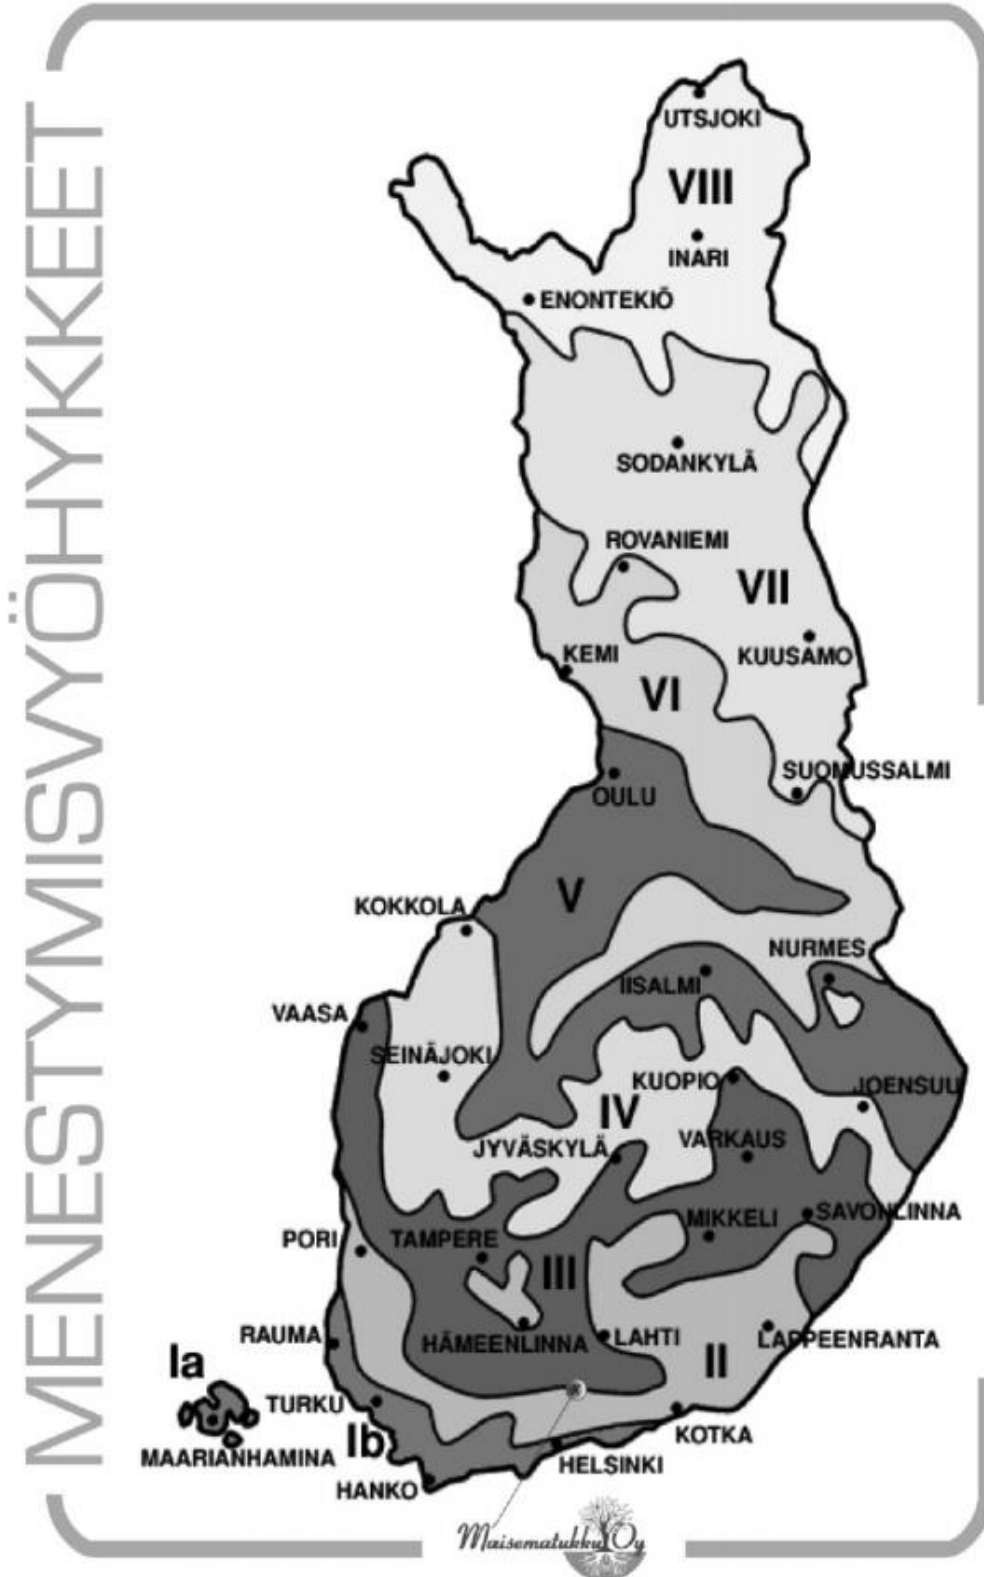 MENESTYMISVYÖHYKKEET
UTSJOKI
VIII
INARI
ENONTEKIÖ
SODANKYLÄ
ROVANIEMI
VII
KEMI
KUUSAMO
VI
SUOMUSSALMI
OULU
V
KOKKOLA
NURMES
IISALMI
VAASA
SEINÄJOKI
KUOPIO
JOENSUU
IV
JYVÄSKYLÄ
VARKAUS
MIKKELI
SAVONLINNA
PORI
TAMPERE
III
RAUMA
HÄMEENLINNA
LAHTI
LAPPEENRANTA
II
Ia
TURKU
Ib
KOTKA
MAARIANHAMINA
HELSINKI
HANKO
Maisematukku Oy